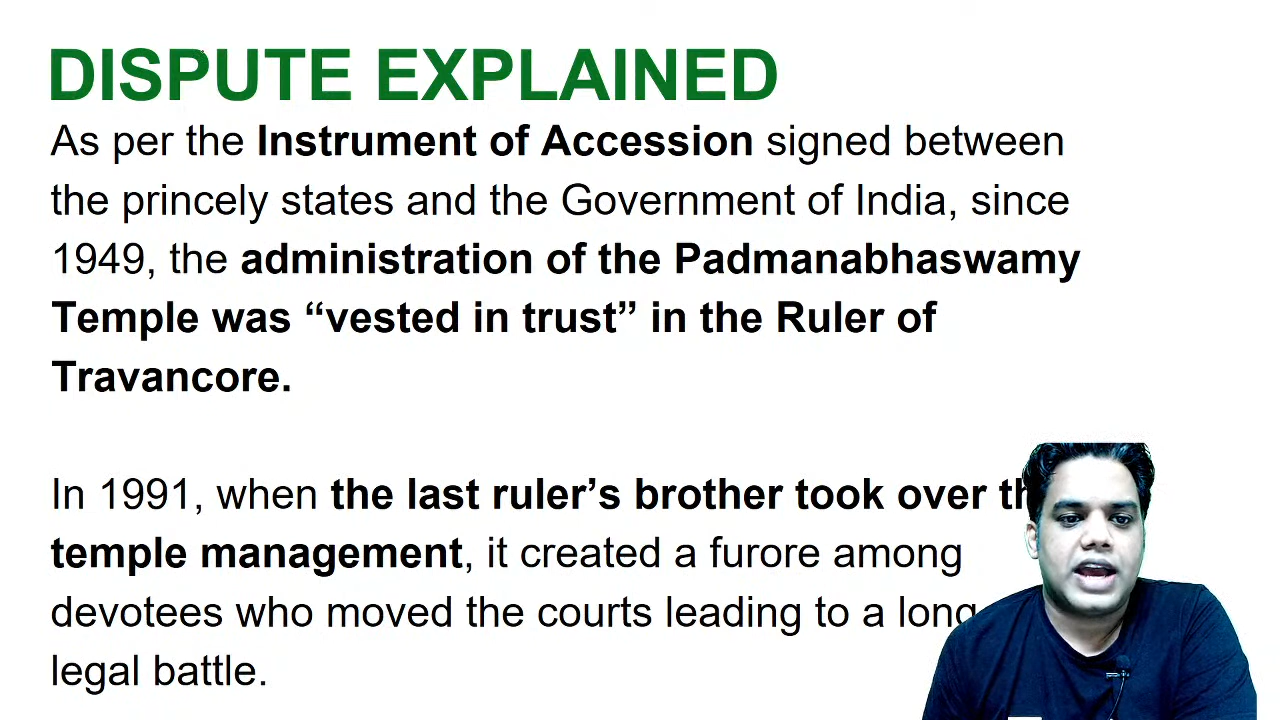 DISPUTE EXPLAINED
As per the Instrument of Accession signed between
the princely states and the Government of India, since
1949, the administration of the Padmanabhaswamy
Temple was “vested in trust” in the Ruler of
Travancore.
In 1991, when the last ruler’s brother took over
temple management, it created a furore among
devotees who moved the courts leading to a long
legal battle.